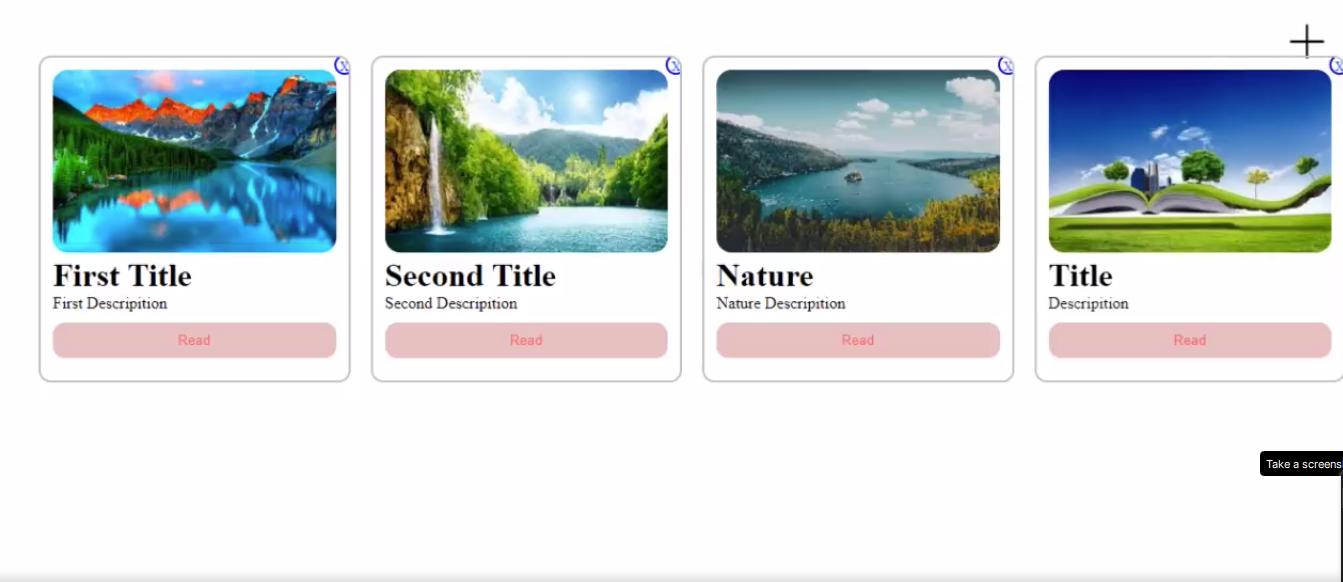 X
X
X
X
First Title
First Descripition
Read
Second Title
Second Descripition
Read
Nature
Nature Descripition
Read
Title
Descripition
Read
Take a screens